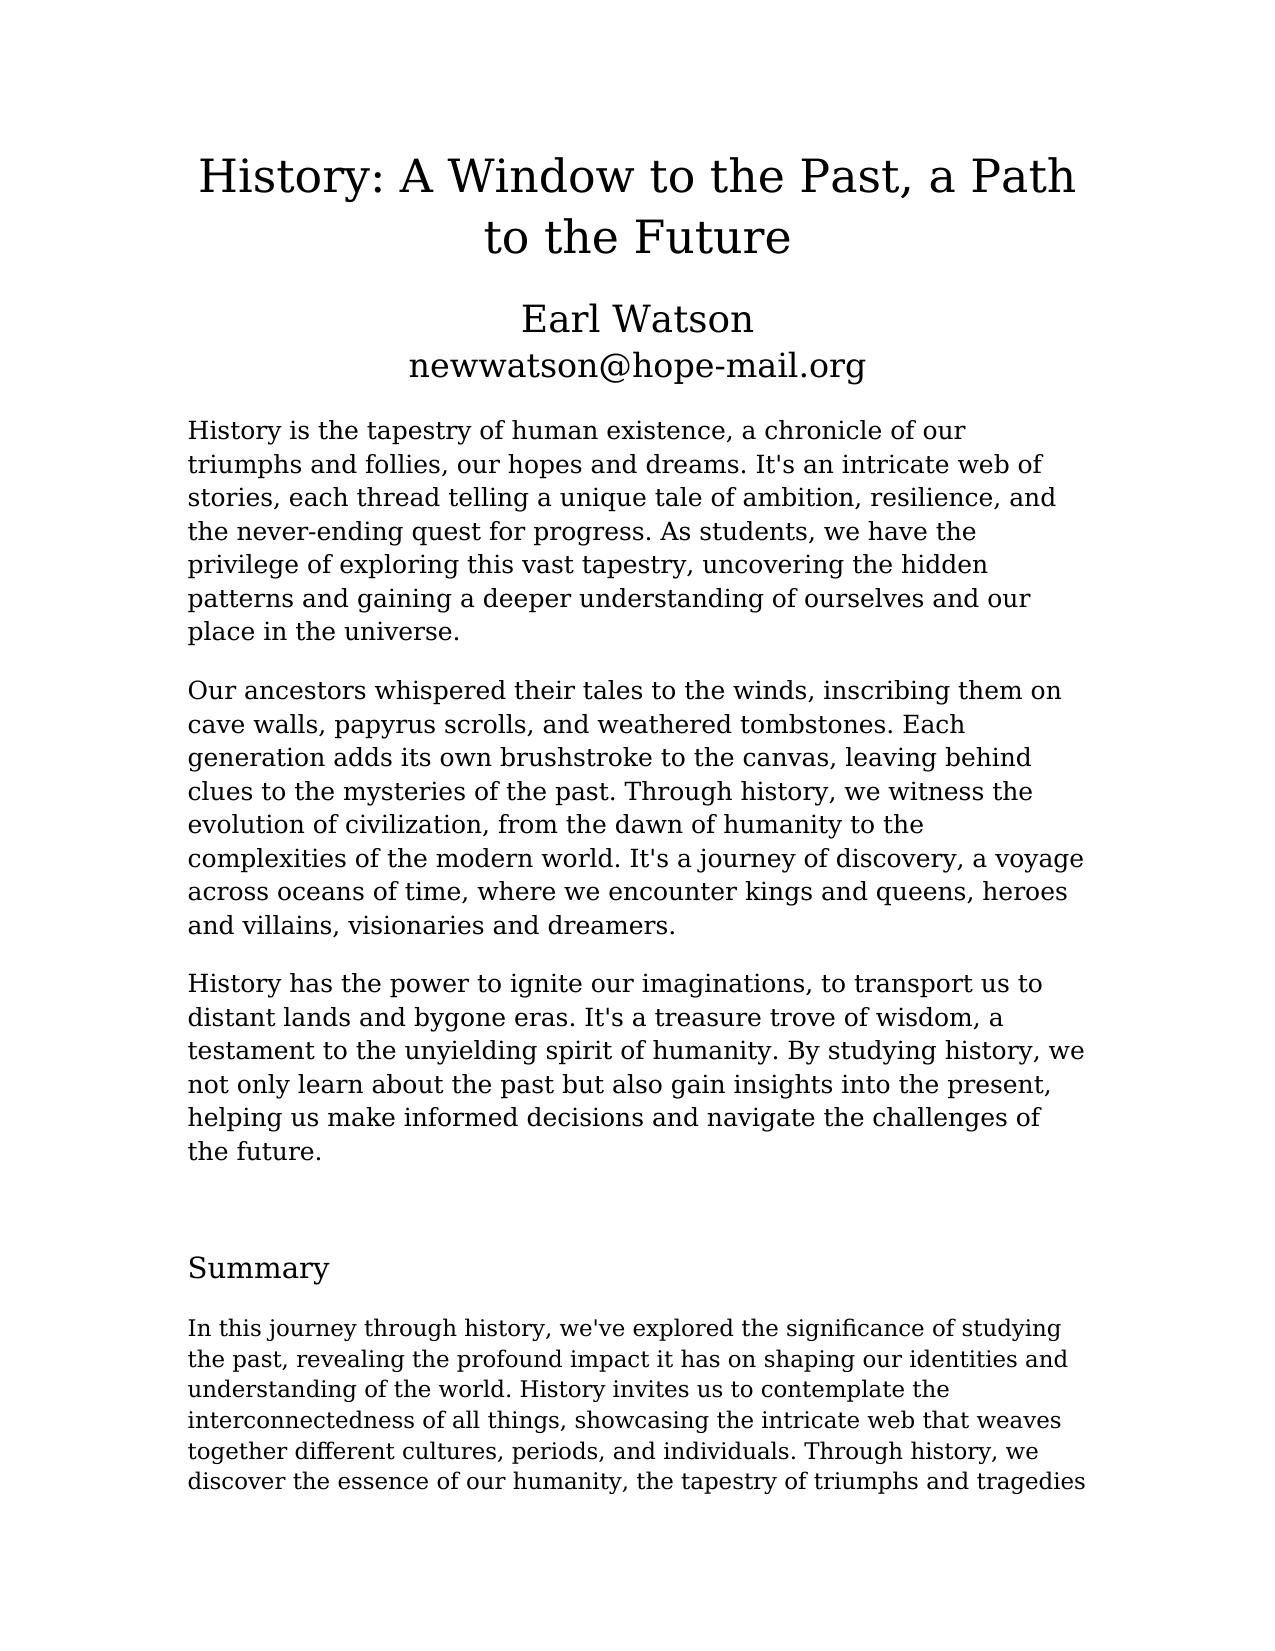 History: A Window to the Past, a Path
to the Future
Earl Watson
newwatson@hope-mail.org
History is the tapestry of human existence, a chronicle of our
triumphs and follies, our hopes and dreams. It's an intricate web of
stories, each thread telling a unique tale of ambition, resilience, and
the never-ending quest for progress. As students, we have the
privilege of exploring this vast tapestry, uncovering the hidden
patterns and gaining a deeper understanding of ourselves and our
place in the universe.
Our ancestors whispered their tales to the winds, inscribing them on
cave walls, papyrus scrolls, and weathered tombstones. Each
generation adds its own brushstroke to the canvas, leaving behind
clues to the mysteries of the past. Through history, we witness the
evolution of civilization, from the dawn of humanity to the
complexities of the modern world. It's a journey of discovery, a voyage
across oceans of time, where we encounter kings and queens, heroes
and villains, visionaries and dreamers.
History has the power to ignite our imaginations, to transport us to
distant lands and bygone eras. It's a treasure trove of wisdom, a
testament to the unyielding spirit of humanity. By studying history, we
not only learn about the past but also gain insights into the present,
helping us make informed decisions and navigate the challenges of
the future.
Summary
In this journey through history, we've explored the significance of studying
the past, revealing the profound impact it has on shaping our identities and
understanding of the world. History invites us to contemplate the
interconnectedness of all things, showcasing the intricate web that weaves
together different cultures, periods, and individuals. Through history, we
discover the essence of our humanity, the tapestry of triumphs and tragedies